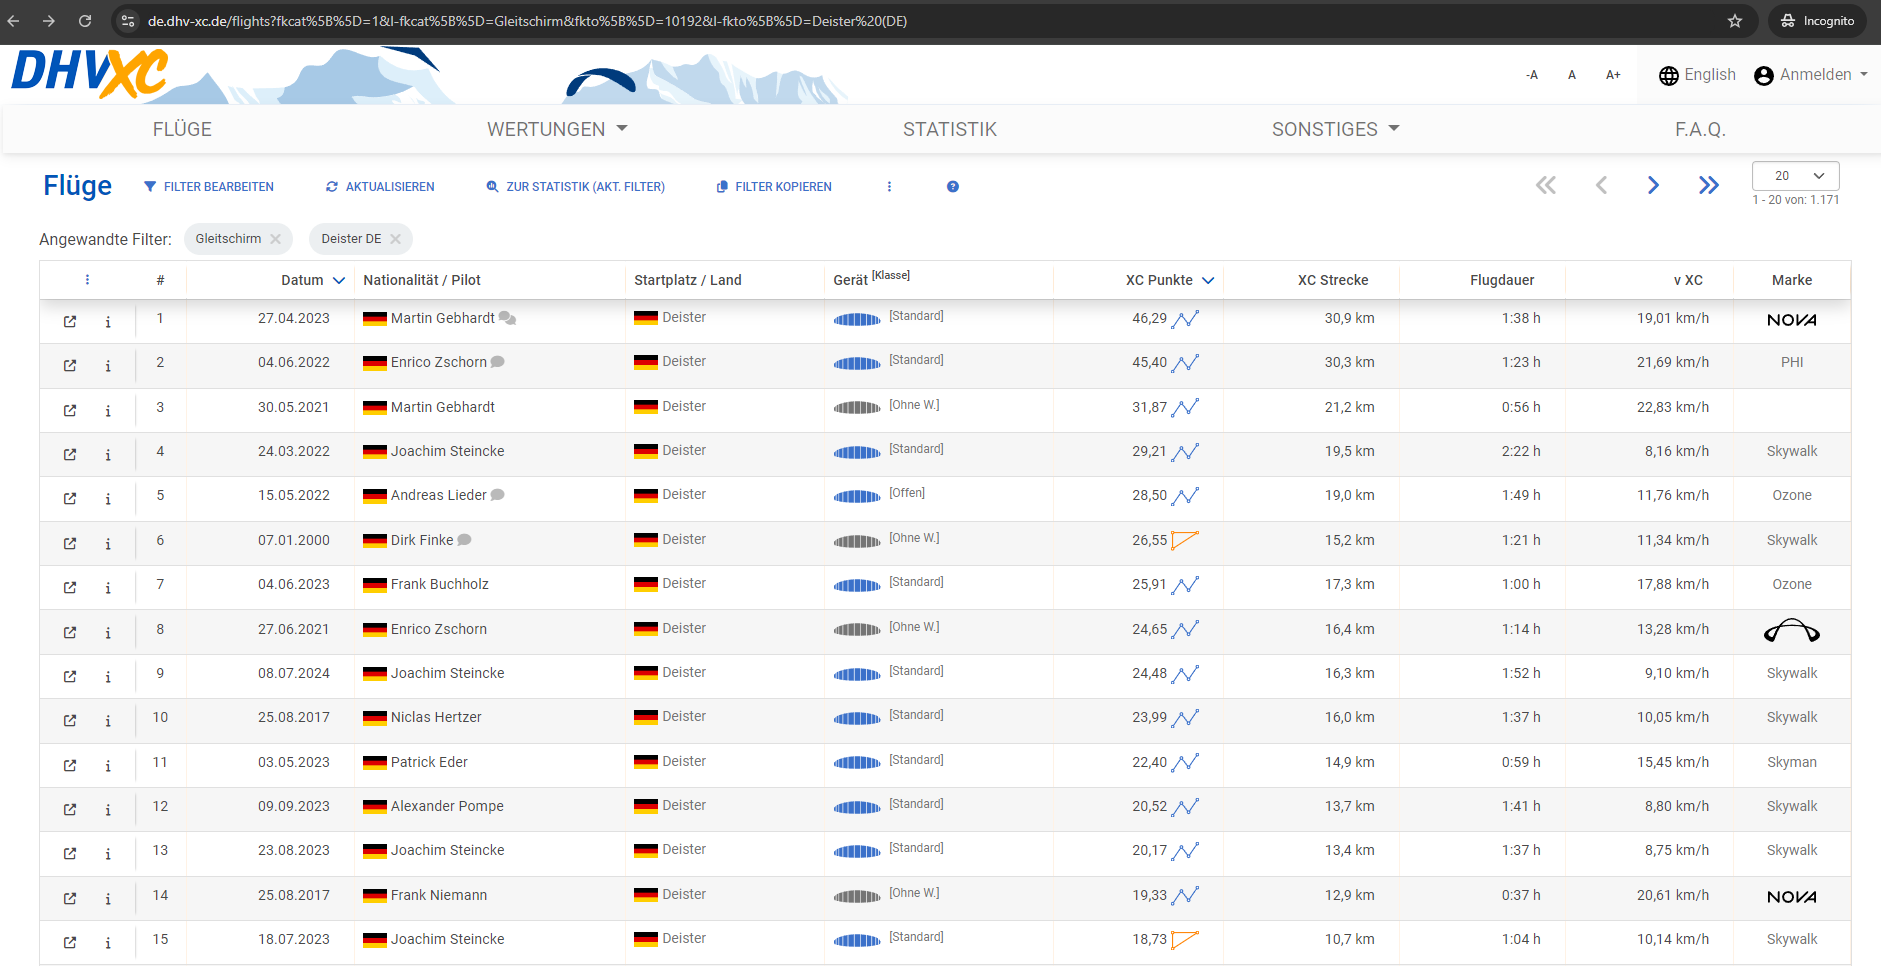 de.dhv-xc.de/flights?fkcat%5B%5D=1&l-fkcat%5B%5D=Gleitschirm&fkto%5B%5D=10192&l-fkto%5B%5D=Deister%20(DE)
Incognito
DHVXC
-A A A+ English Anmelden
FLÜGE WERTUNGEN STATISTIK SONSTIGES F.A.Q.
Flüge FILTER BEARBEITEN AKTUALISIEREN ZUR STATISTIK (AKT. FILTER) FILTER KOPIEREN ? 20
1 - 20 von: 1.171
Angewandte Filter: Gleitschirm Deister DE
# Datum Nationalität / Pilot Startplatz / Land Gerät [Klasse] XC Punkte XC Strecke Flugdauer v XC Marke
i 1 27.04.2023 Martin Gebhardt Deister [Standard] 46,29 30,9 km 1:38 h 19,01 km/h NOVA
i 2 04.06.2022 Enrico Zschorn Deister [Standard] 45,40 30,3 km 1:23 h 21,69 km/h PHI
i 3 30.05.2021 Martin Gebhardt Deister [Ohne W.] 31,87 21,2 km 0:56 h 22,83 km/h
i 4 24.03.2022 Joachim Steincke Deister [Standard] 29,21 19,5 km 2:22 h 8,16 km/h Skywalk
i 5 15.05.2022 Andreas Lieder Deister [Offen] 28,50 19,0 km 1:49 h 11,76 km/h Ozone
i 6 07.01.2000 Dirk Finke Deister [Ohne W.] 26,55 15,2 km 1:21 h 11,34 km/h Skywalk
i 7 04.06.2023 Frank Buchholz Deister [Standard] 25,91 17,3 km 1:00 h 17,88 km/h Ozone
i 8 27.06.2021 Enrico Zschorn Deister [Ohne W.] 24,65 16,4 km 1:14 h 13,28 km/h
i 9 08.07.2024 Joachim Steincke Deister [Standard] 24,48 16,3 km 1:52 h 9,10 km/h Skywalk
i 10 25.08.2017 Niclas Hertzer Deister [Standard] 23,99 16,0 km 1:37 h 10,05 km/h Skywalk
i 11 03.05.2023 Patrick Eder Deister [Standard] 22,40 14,9 km 0:59 h 15,45 km/h Skyman
i 12 09.09.2023 Alexander Pompe Deister [Standard] 20,52 13,7 km 1:41 h 8,80 km/h Skywalk
i 13 23.08.2023 Joachim Steincke Deister [Standard] 20,17 13,4 km 1:37 h 8,75 km/h Skywalk
i 14 25.08.2017 Frank Niemann Deister [Ohne W.] 19,33 12,9 km 0:37 h 20,61 km/h NOVA
i 15 18.07.2023 Joachim Steincke Deister [Standard] 18,73 10,7 km 1:04 h 10,14 km/h Skywalk